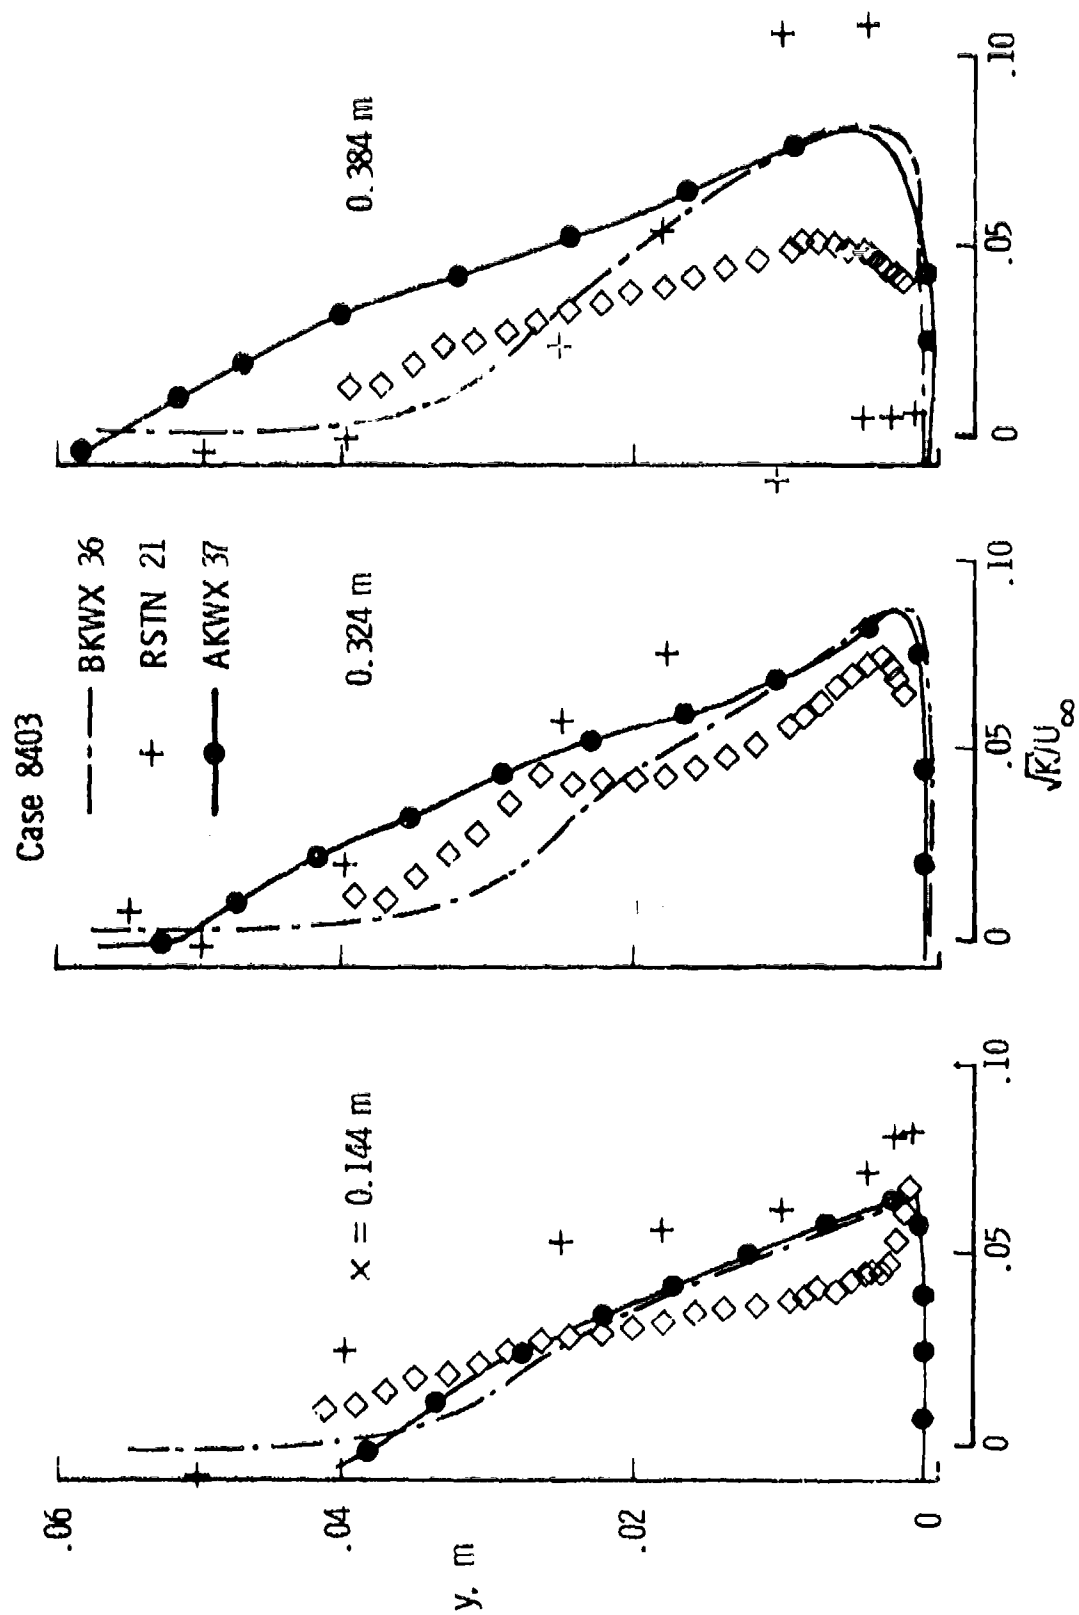 Case 8403
BKWX 36
RSTN 21
AKWX 37
x = 0.144 m
0.324 m
0.384 m
.06
.04
.02
0
y, m
0
.05
.10
0
.05
.10
0
.05
.10
√K/U∞